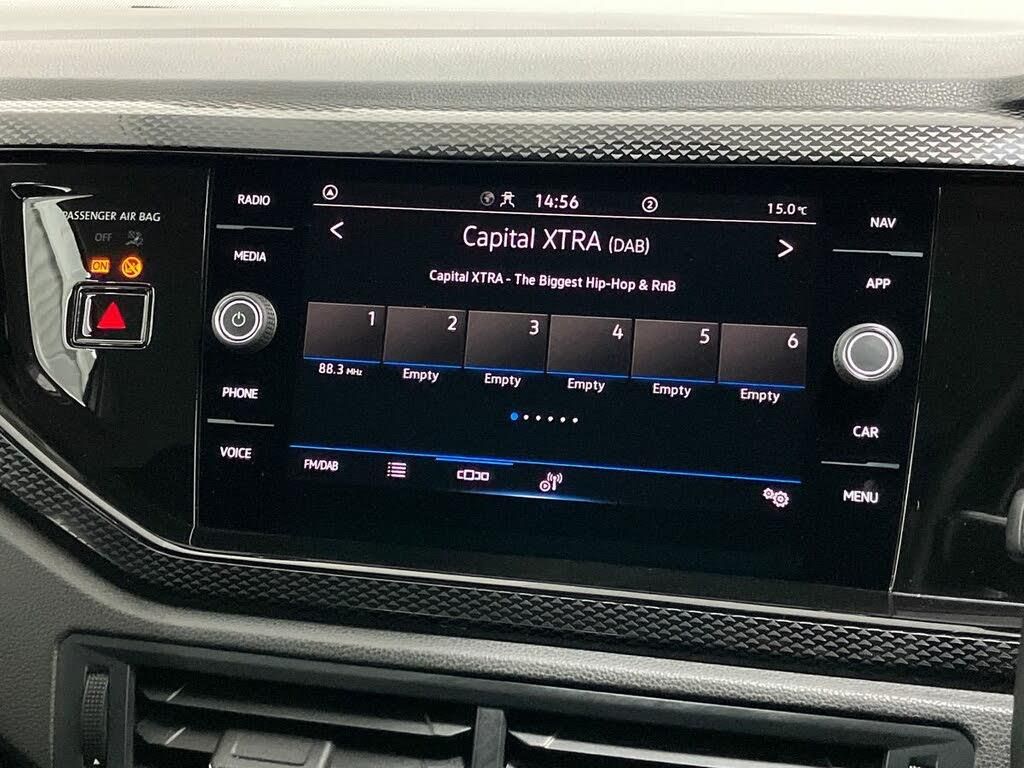 PASSENGER AIR BAG
OFF
ON
RADIO
MEDIA
PHONE
VOICE
14:56
2
15.0 °C
< Capital XTRA (DAB) >
Capital XTRA - The Biggest Hip-Hop & RnB
1 2 3 4 5 6
88.3 MHz Empty Empty Empty Empty Empty
FM/DAB
NAV
APP
CAR
MENU